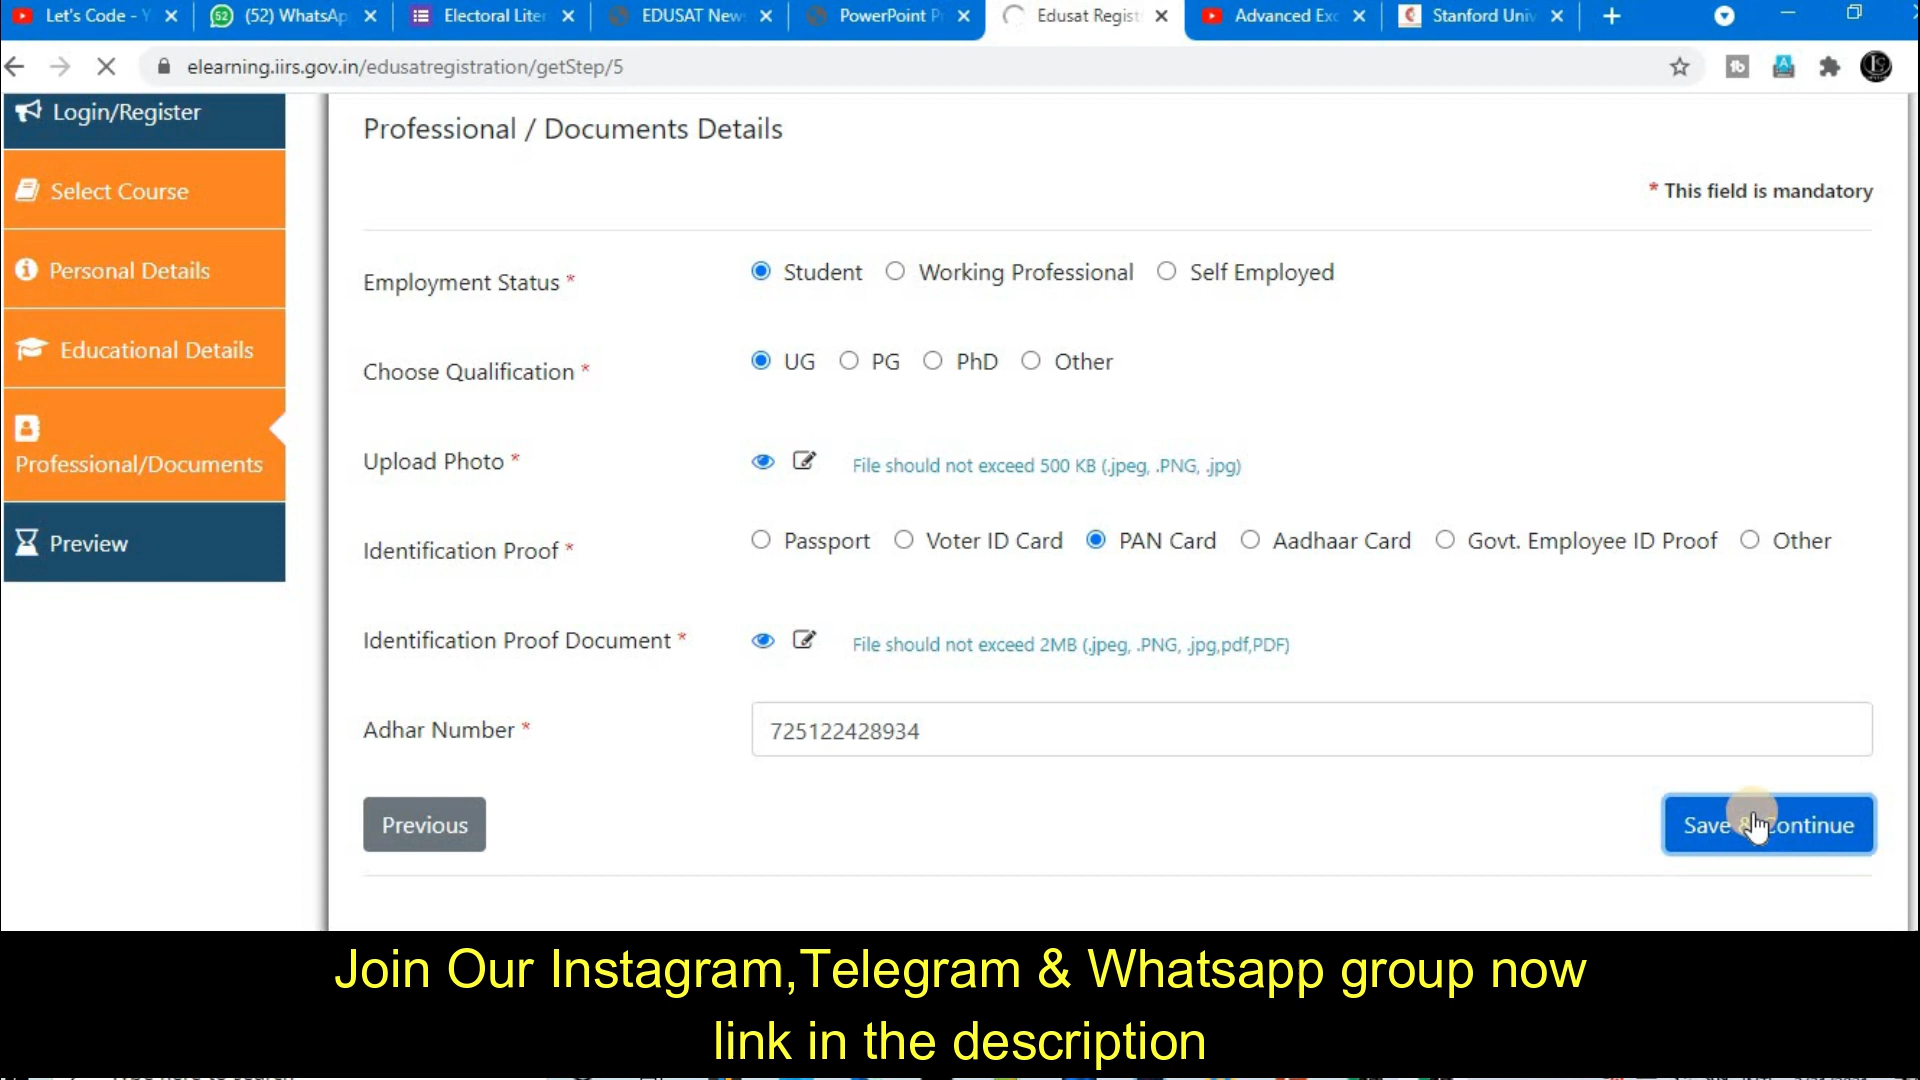 Let's Code - Y
(52) WhatsAp
Electoral Liter
EDUSAT New
PowerPoint P
Edusat Regist
Advanced Exc
Stanford Univ
elearning.iirs.gov.in/edusatregistration/getStep/5
Login/Register
Select Course
Personal Details
Educational Details
Professional/Documents
Preview
Professional / Documents Details
* This field is mandatory
Employment Status * Student Working Professional Self Employed
Choose Qualification * UG PG PhD Other
Upload Photo * File should not exceed 500 KB (.jpeg, .PNG, .jpg)
Identification Proof * Passport Voter ID Card PAN Card Aadhaar Card Govt. Employee ID Proof Other
Identification Proof Document * File should not exceed 2MB (.jpeg, .PNG, .jpg,pdf,PDF)
Adhar Number * 725122428934
Previous
Save & Continue
Join Our Instagram,Telegram & Whatsapp group now
link in the description